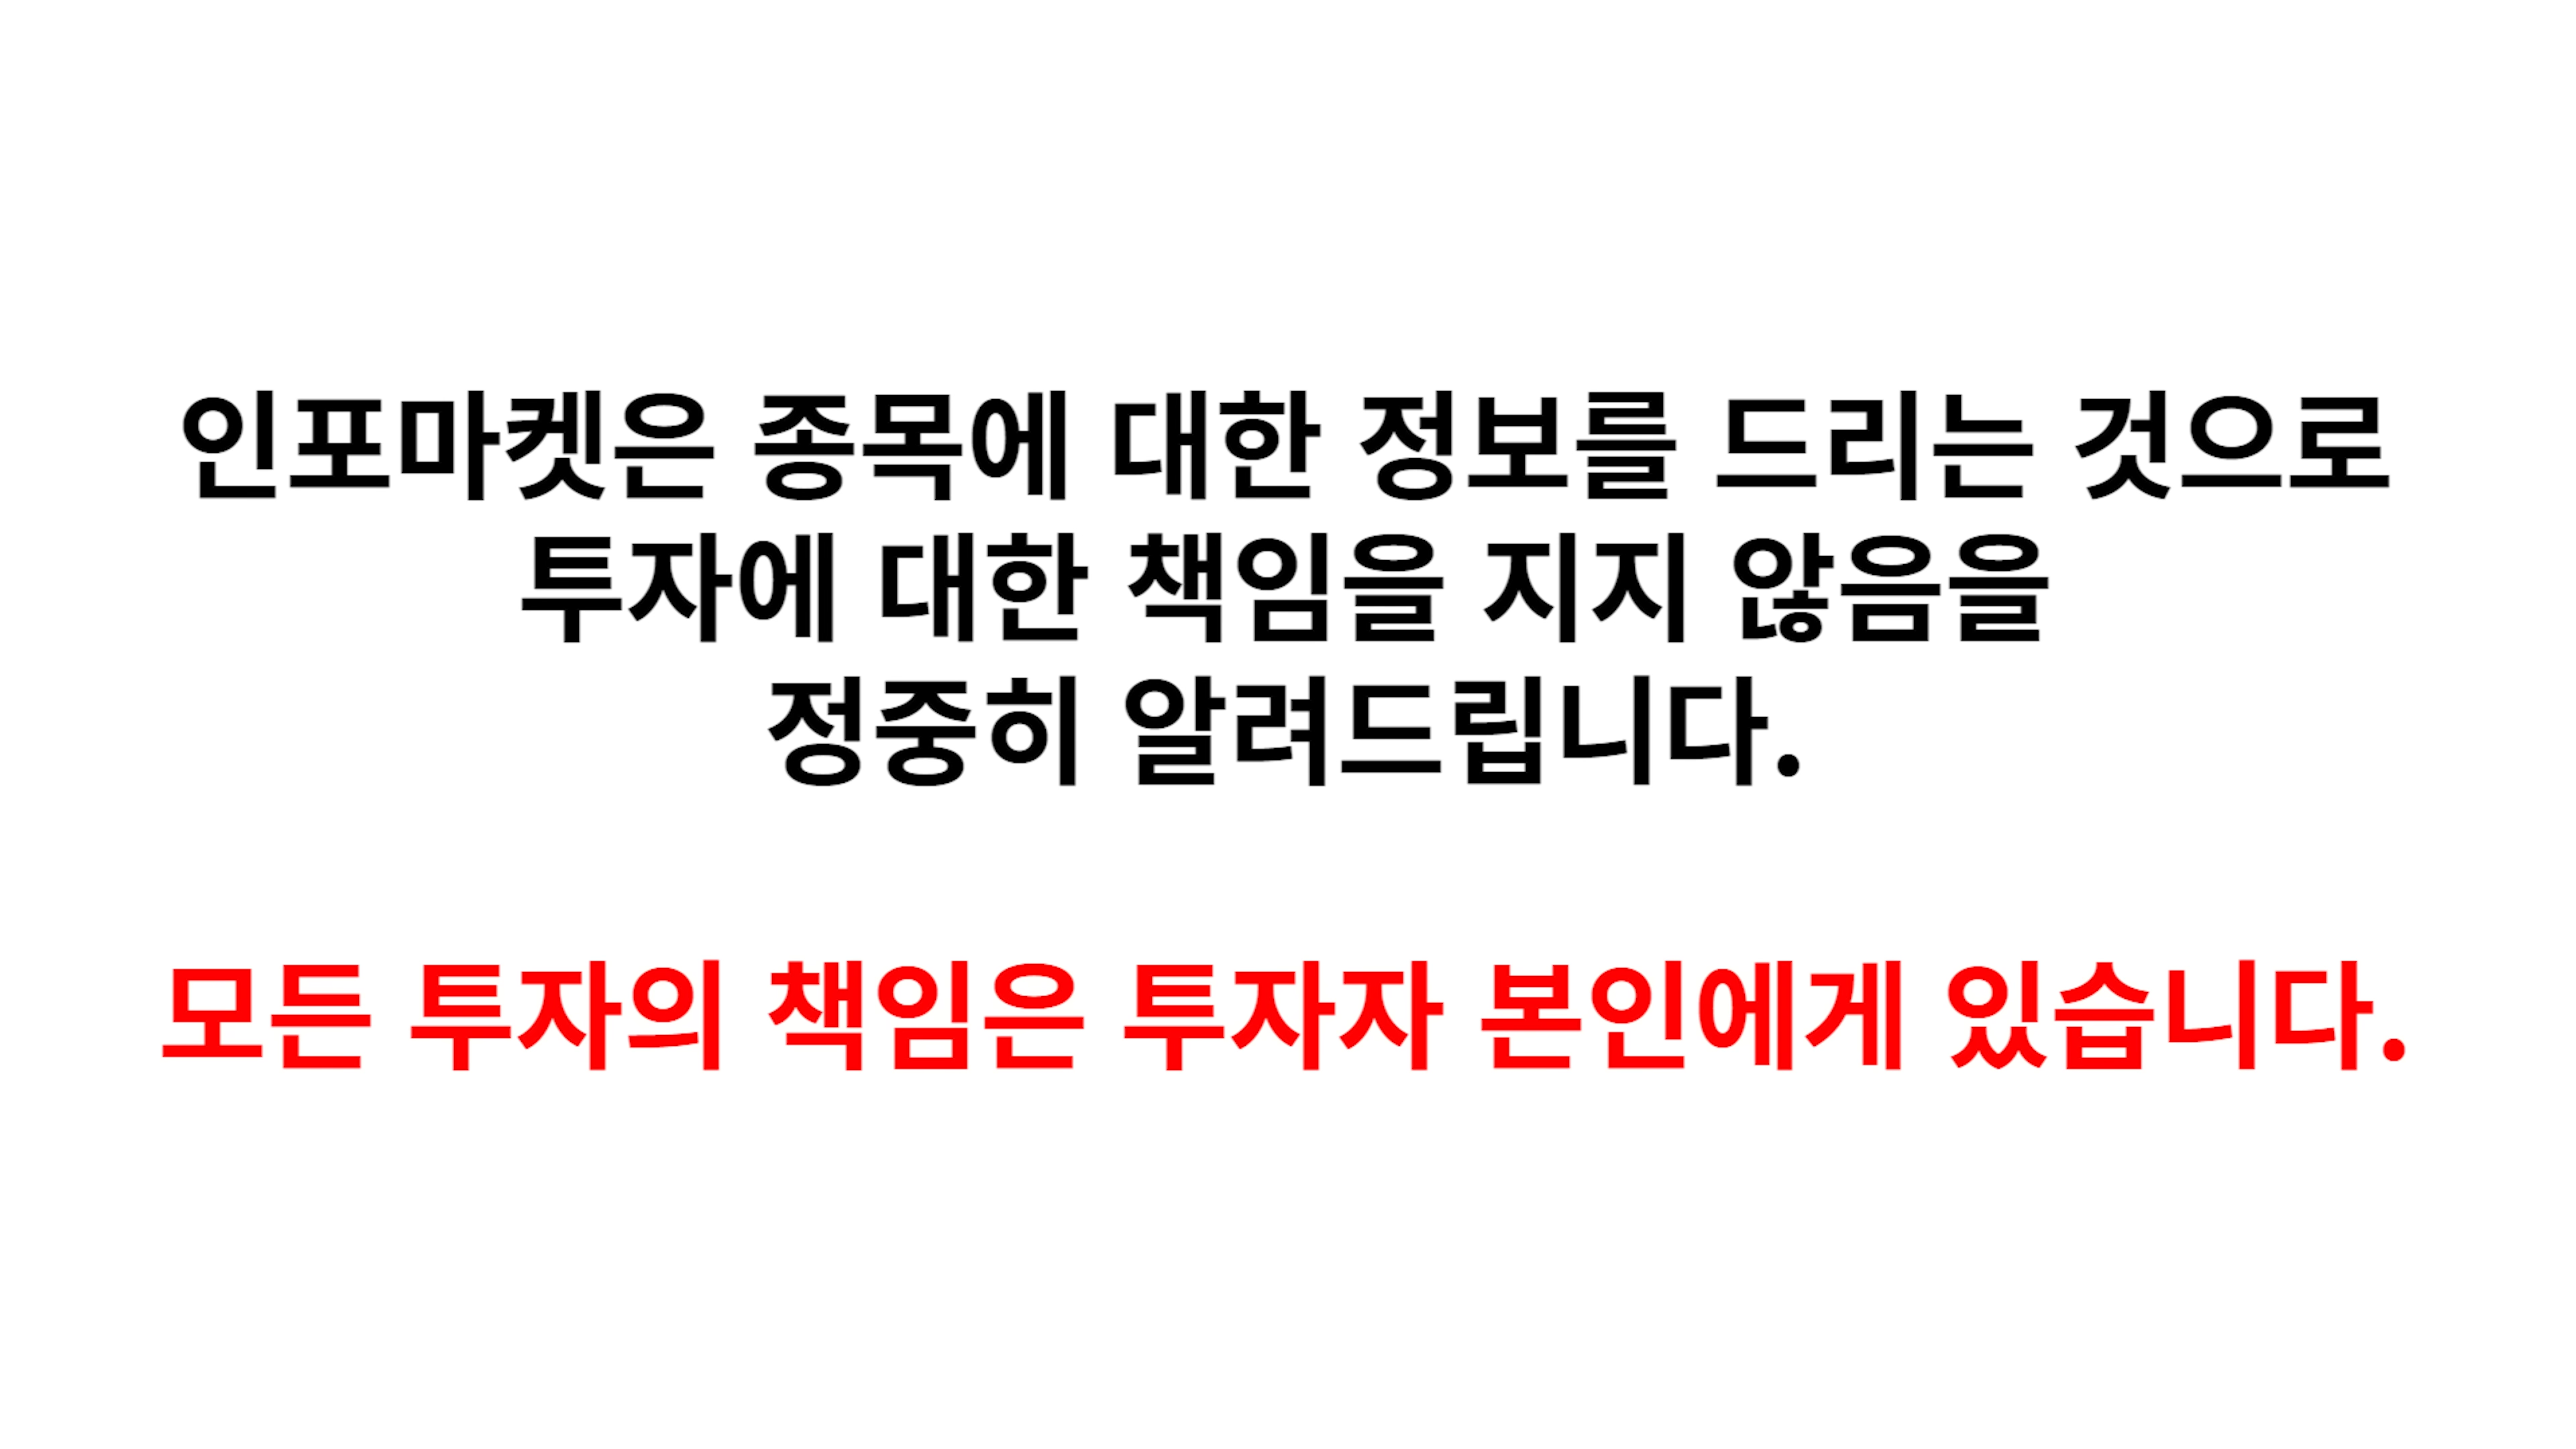 인포마켓은 종목에 대한 정보를 드리는 것으로
투자에 대한 책임을 지지 않음을
정중히 알려드립니다.
모든 투자의 책임은 투자자 본인에게 있습니다.